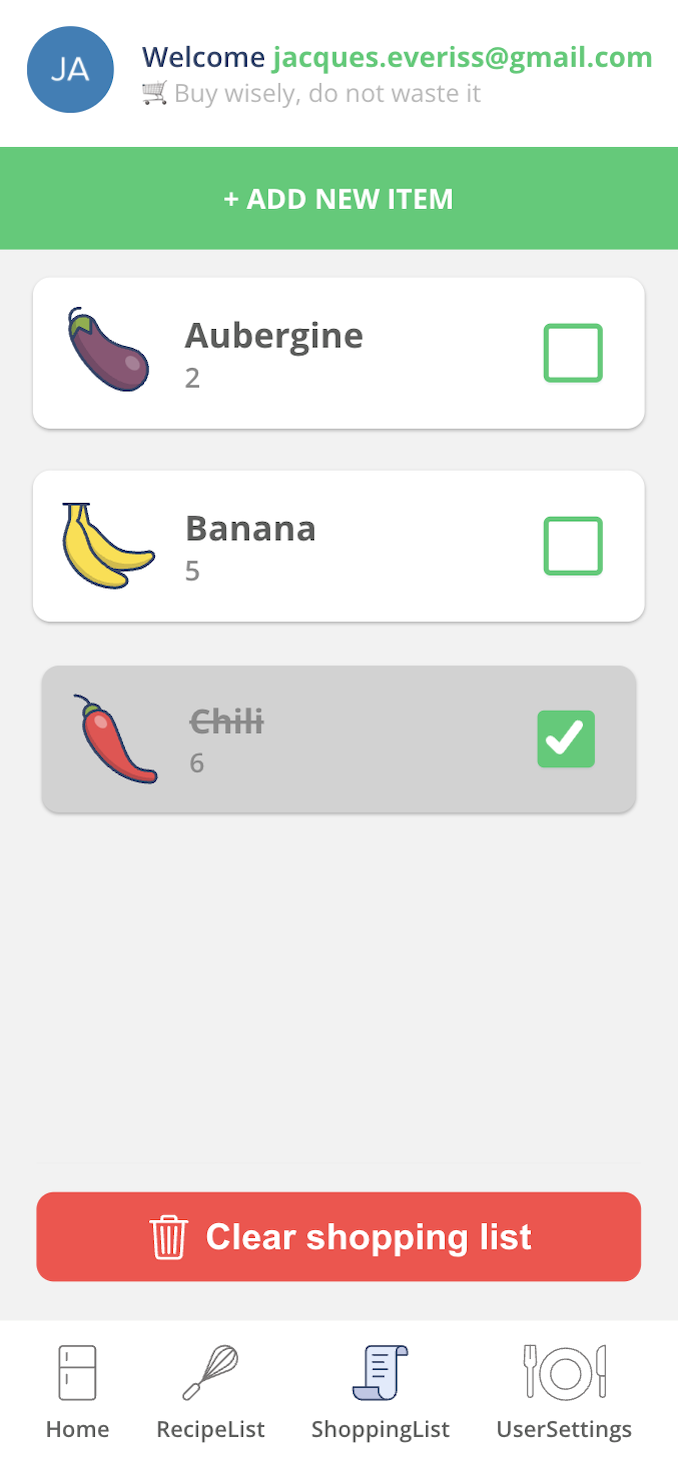 JA
Welcome jacques.everiss@gmail.com
Buy wisely, do not waste it
+ ADD NEW ITEM
Aubergine
2
Banana
5
Chili
6
Clear shopping list
Home RecipeList ShoppingList UserSettings